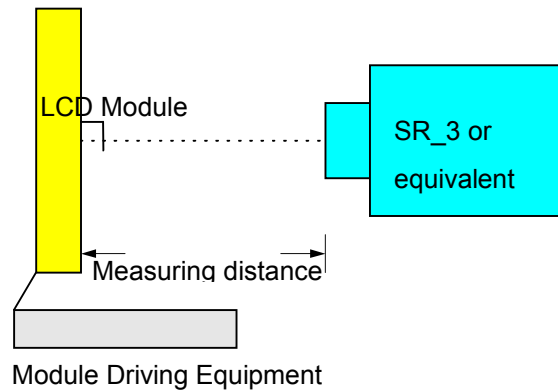 LCD Module
SR_3 or
equivalent
Measuring distance
Module Driving Equipment